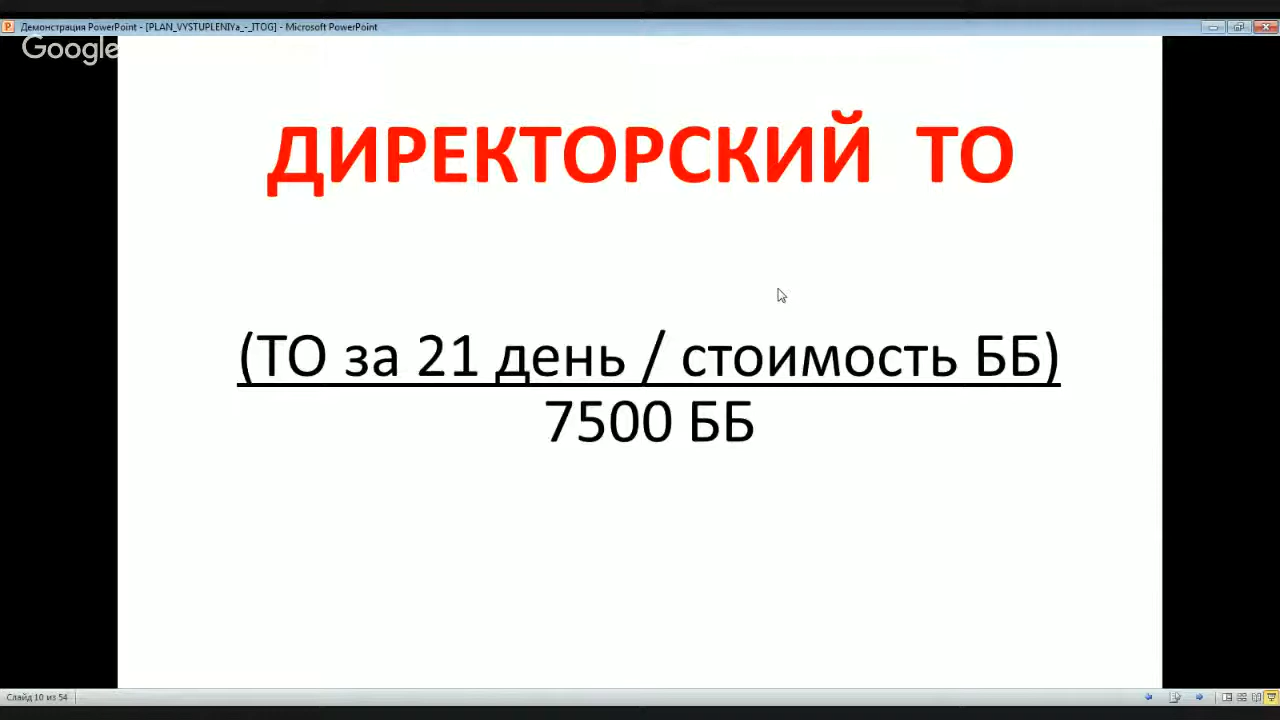 Демонстрация PowerPoint - [PLAN_VYSTUPLENIYa_-_ITOG] - Microsoft PowerPoint
Google
ДИРЕКТОРСКИЙ ТО
(ТО за 21 день / стоимость ББ)
7500 ББ
Слайд 10 из 54